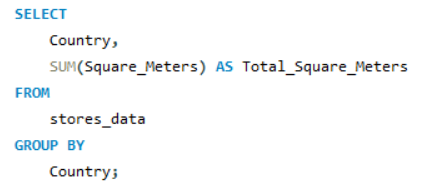 SELECT
    Country,
    SUM(Square_Meters) AS Total_Square_Meters
FROM
    stores_data
GROUP BY
    Country;